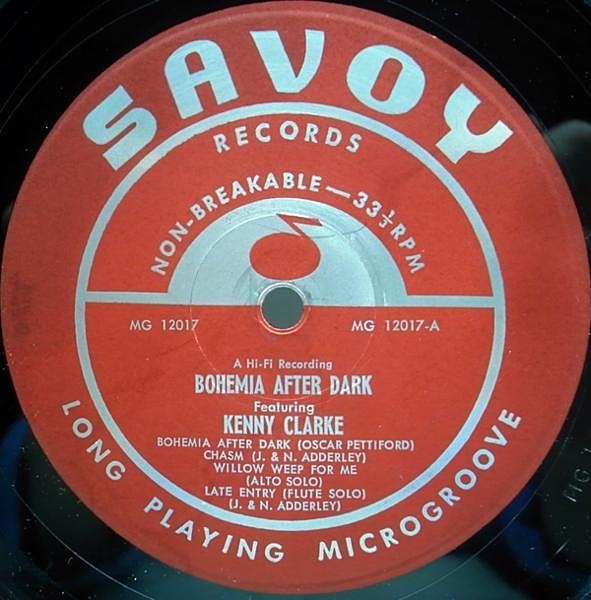 SAVOY
RECORDS
NON-BREAKABLE—33⅓RPM
MG 12017
MG 12017-A
A Hi-Fi Recording
BOHEMIA AFTER DARK
Featuring
KENNY CLARKE
BOHEMIA AFTER DARK (OSCAR PETTIFORD)
CHASM (J. & N. ADDERLEY)
WILLOW WEEP FOR ME
(ALTO SOLO)
LATE ENTRY (FLUTE SOLO)
(J. & N. ADDERLEY)
LONG PLAYING MICROGROOVE